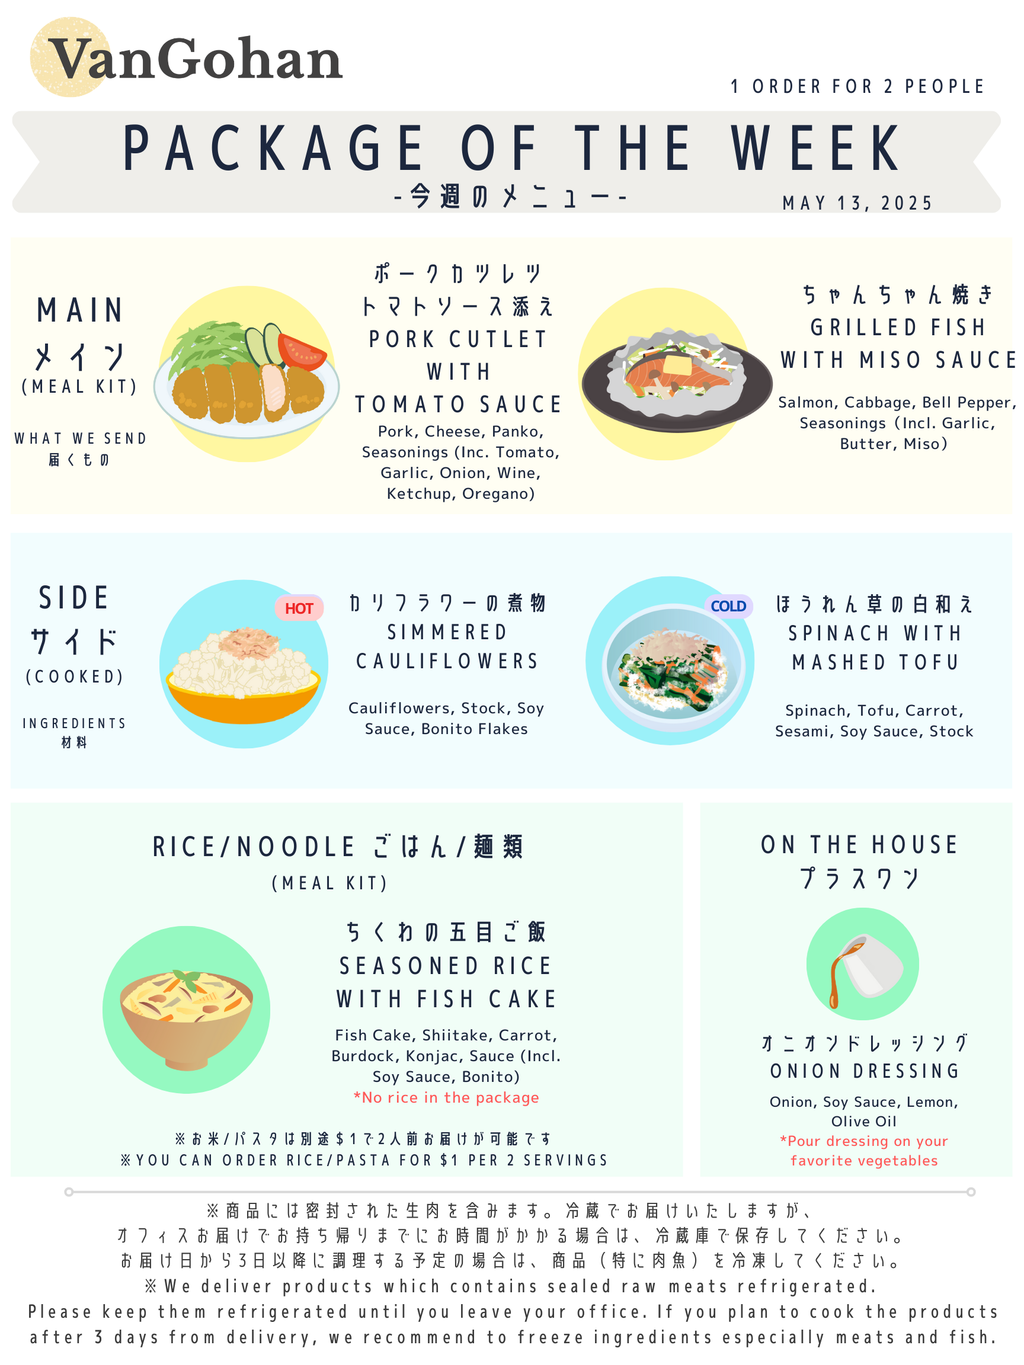 VanGohan
1 ORDER FOR 2 PEOPLE
PACKAGE OF THE WEEK
-今週のメニュー-
MAY 13, 2025
MAIN
メイン
(MEAL KIT)
WHAT WE SEND
届くもの
ポークカツレツ
トマトソース添え
PORK CUTLET
WITH
TOMATO SAUCE
Pork, Cheese, Panko,
Seasonings (Inc. Tomato,
Garlic, Onion, Wine,
Ketchup, Oregano)
ちゃんちゃん焼き
GRILLED FISH
WITH MISO SAUCE
Salmon, Cabbage, Bell Pepper,
Seasonings (Incl. Garlic,
Butter, Miso)
SIDE
サイド
(COOKED)
INGREDIENTS
材料
HOT
カリフラワーの煮物
SIMMERED
CAULIFLOWERS
Cauliflowers, Stock, Soy
Sauce, Bonito Flakes
COLD
ほうれん草の白和え
SPINACH WITH
MASHED TOFU
Spinach, Tofu, Carrot,
Sesami, Soy Sauce, Stock
RICE/NOODLE ごはん/麺類
(MEAL KIT)
ちくわの五目ご飯
SEASONED RICE
WITH FISH CAKE
Fish Cake, Shiitake, Carrot,
Burdock, Konjac, Sauce (Incl.
Soy Sauce, Bonito)
*No rice in the package
※お米/パスタは別途$1で2人前お届けが可能です
※YOU CAN ORDER RICE/PASTA FOR $1 PER 2 SERVINGS
ON THE HOUSE
プラスワン
オニオンドレッシング
ONION DRESSING
Onion, Soy Sauce, Lemon,
Olive Oil
*Pour dressing on your
favorite vegetables
※商品には密封された生肉を含みます。冷蔵でお届けいたしますが、
オフィスお届けでお持ち帰りまでにお時間がかかる場合は、冷蔵庫で保存してください。
お届け日から3日以降に調理する予定の場合は、商品（特に肉魚）を冷凍してください。
※We deliver products which contains sealed raw meats refrigerated.
Please keep them refrigerated until you leave your office. If you plan to cook the products
after 3 days from delivery, we recommend to freeze ingredients especially meats and fish.